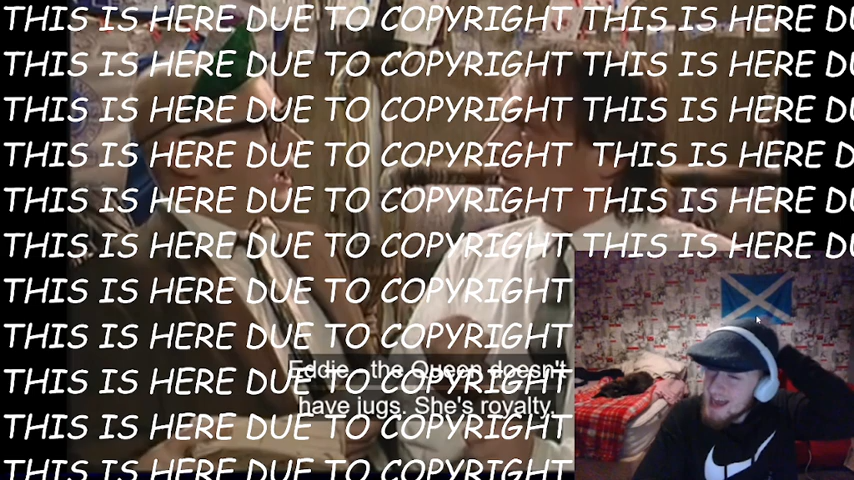 THIS IS HERE DUE TO COPYRIGHT THIS IS HERE DU
THIS IS HERE DUE TO COPYRIGHT THIS IS HERE DU
THIS IS HERE DUE TO COPYRIGHT THIS IS HERE DU
THIS IS HERE DUE TO COPYRIGHT THIS IS HERE D
THIS IS HERE DUE TO COPYRIGHT THIS IS HERE DU
THIS IS HERE DUE TO COPYRIGHT THIS IS HERE DU
THIS IS HERE DUE TO COPYRIGHT
THIS IS HERE DUE TO COPYRIGHT
Eddie, the Queen doesn't
THIS IS HERE DUE TO COPYRIGHT
have jugs. She's royalty.
THIS IS HERE DUE TO COPYRIGHT
THIS IS HERE DUE TO COPYRIGHT